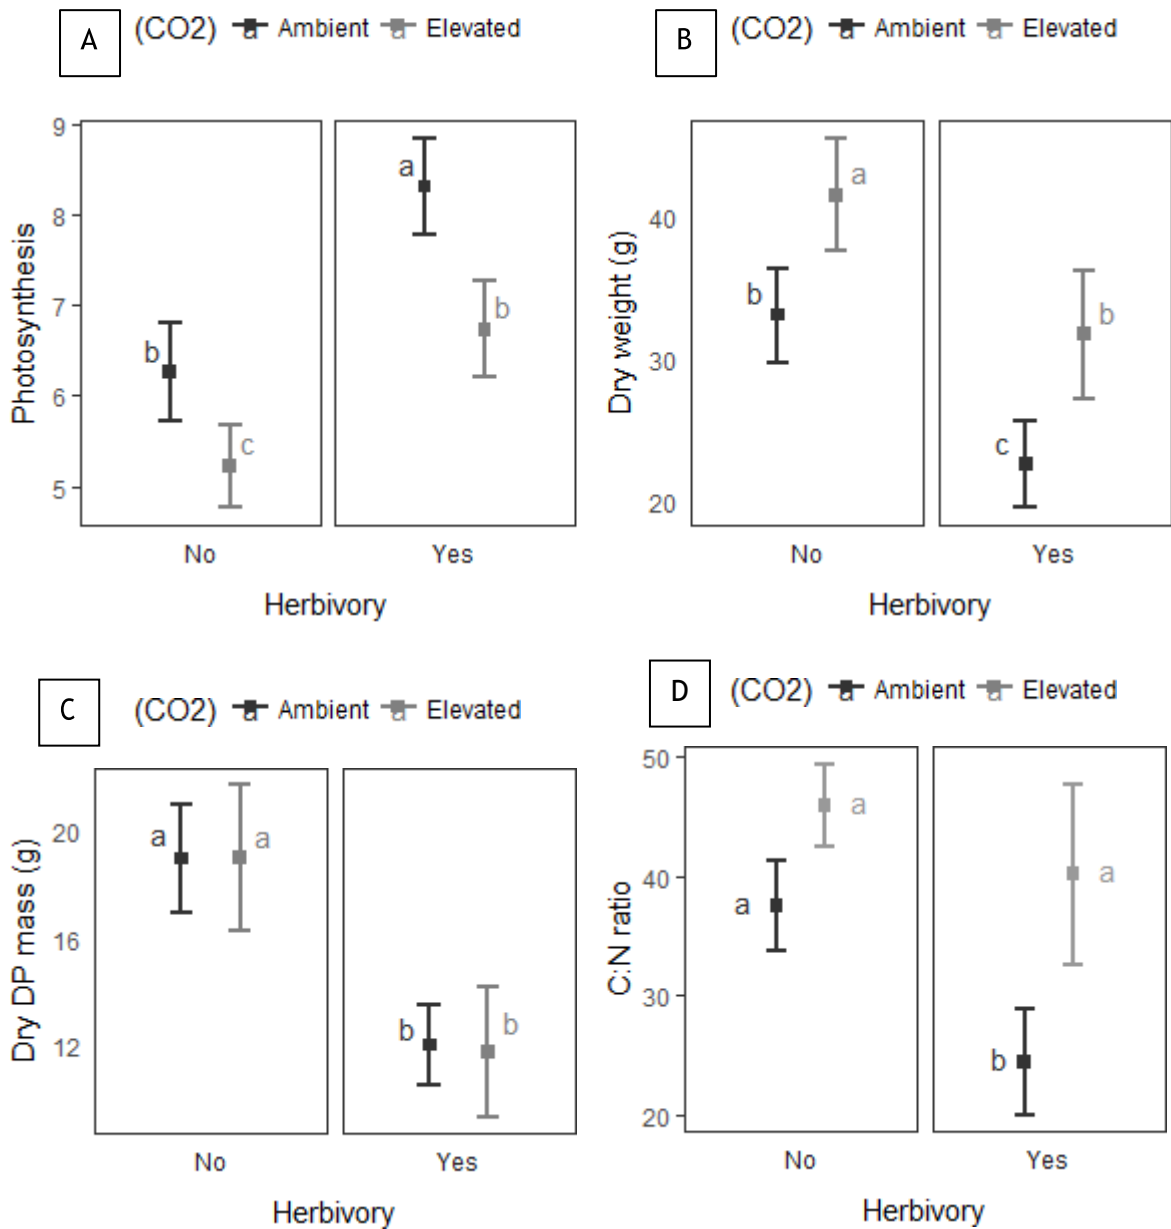 A (CO2) a Ambient a Elevated
9
8
7
6
5
Photosynthesis
b
c
a
b
No Yes
Herbivory
B (CO2) a Ambient a Elevated
40
30
20
Dry weight (g)
b
a
c
b
No Yes
Herbivory
C (CO2) a Ambient a Elevated
20
16
12
Dry DP mass (g)
a
a
b
b
No Yes
Herbivory
D (CO2) a Ambient a Elevated
50
40
30
20
C:N ratio
a
a
b
a
No Yes
Herbivory